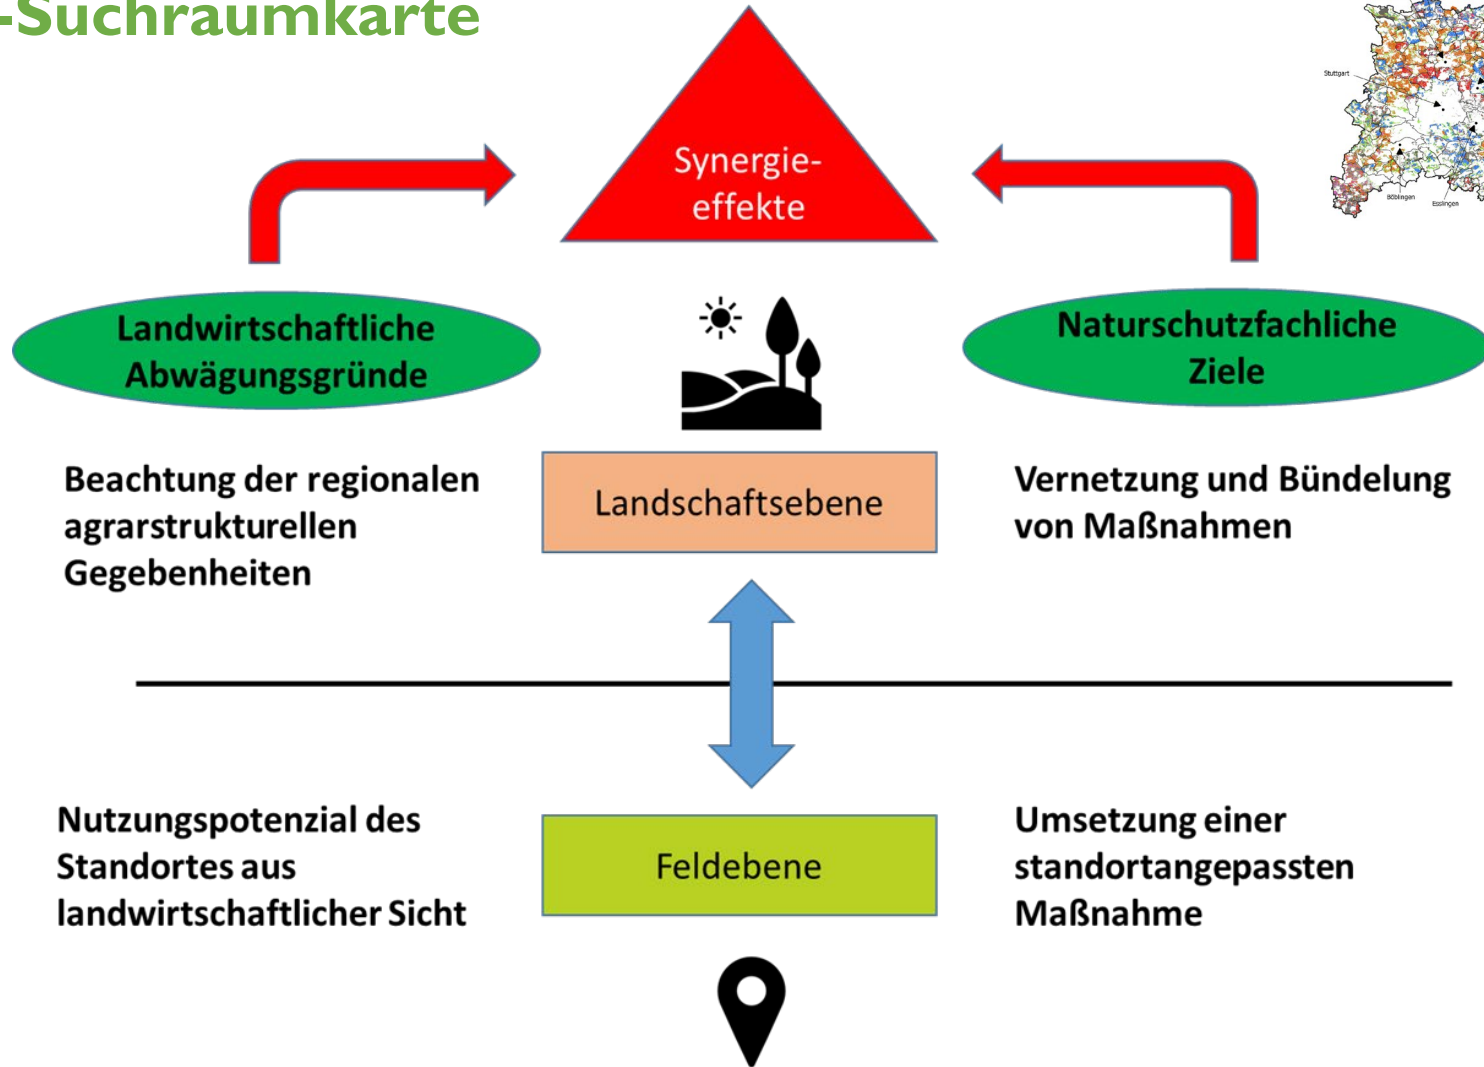 -Suchraumkarte
Stuttgart
Böblingen
Esslingen
Synergie-
effekte
Landwirtschaftliche
Abwägungsgründe
Naturschutzfachliche
Ziele
Beachtung der regionalen
agrarstrukturellen
Gegebenheiten
Landschaftsebene
Vernetzung und Bündelung
von Maßnahmen
Nutzungspotenzial des
Standortes aus
landwirtschaftlicher Sicht
Feldebene
Umsetzung einer
standortangepassten
Maßnahme